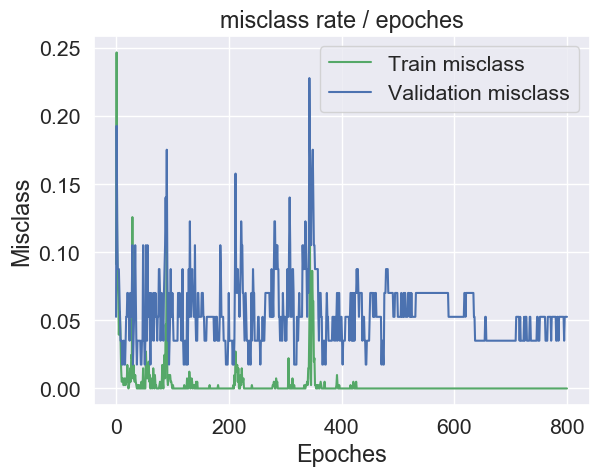 misclass rate / epoches
Train misclass
Validation misclass
Misclass
0.25
0.20
0.15
0.10
0.05
0.00
0
200
400
600
800
Epoches